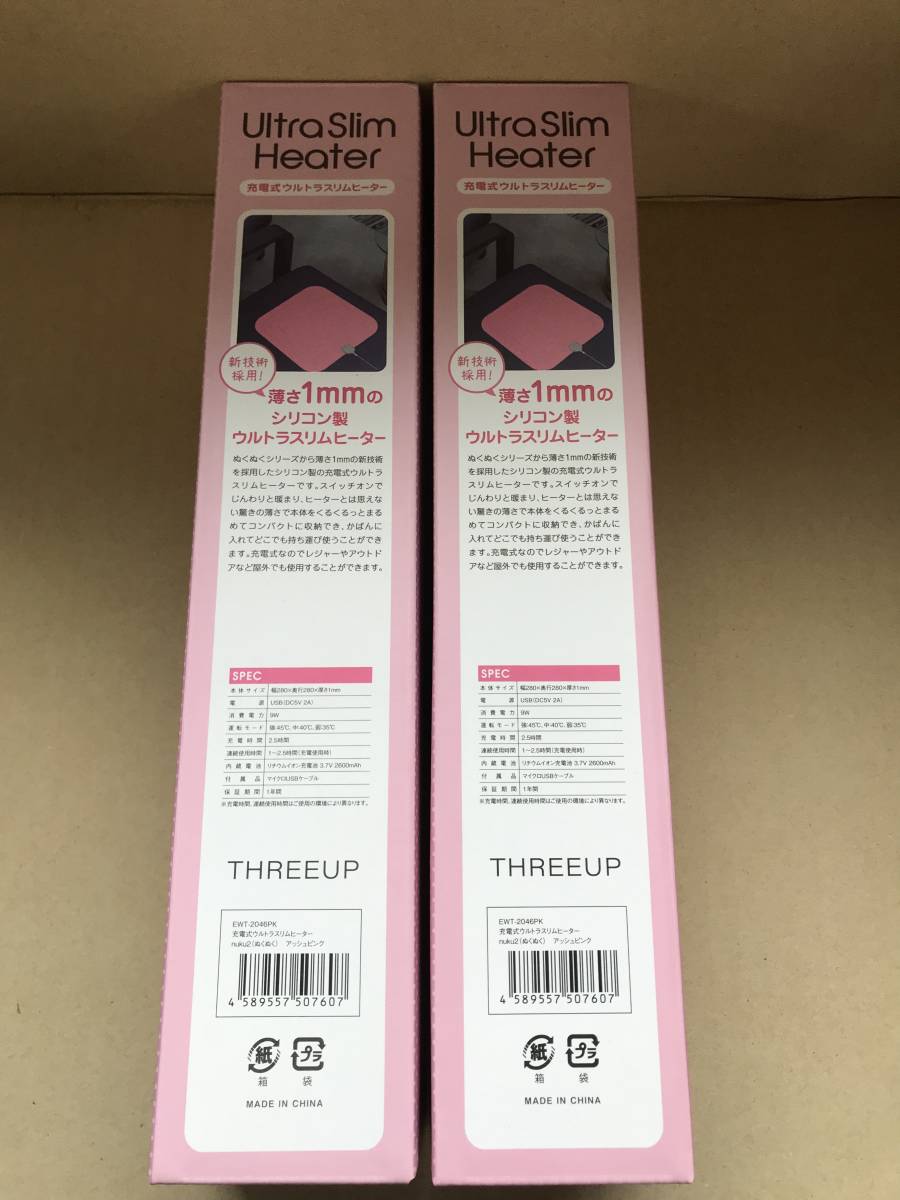 Ultra Slim
Heater
充電式ウルトラスリムヒーター
新技術
採用!
薄さ1mmの
シリコン製
ウルトラスリムヒーター
ぬくぬくシリーズから薄さ1mmの新技術
を採用したシリコン製の充電式ウルトラ
スリムヒーターです。スイッチオンで
じんわりと暖まり、ヒーターとは思えな
い驚きの薄さで本体をくるくるっとまる
めてコンパクトに収納でき、かばんに
入れてどこでも持ち運び使うことができ
ます。充電式なのでレジャーやアウトド
アなど屋外でも使用することができます。
SPEC
本体サイズ 幅280×奥行280×厚さ1mm
電源 USB(DC5V 2A)
消費電力 9W
運転モード 強:45℃、中:40℃、弱:35℃
充電時間 2.5時間
連続使用時間 1〜2.5時間(充電使用時)
内蔵電池 リチウムイオン充電池 3.7V 2600mAh
付属品 マイクロUSBケーブル
保証期間 1年間
※充電時間、連続使用時間はご使用の環境により異なります。
THREEUP
EWT-2046PK
充電式ウルトラスリムヒーター
nuku2(ぬくぬく) アッシュピンク
4 589557 507607
紙 プラ
箱 袋
MADE IN CHINA
Ultra Slim
Heater
充電式ウルトラスリムヒーター
新技術
採用!
薄さ1mmの
シリコン製
ウルトラスリムヒーター
ぬくぬくシリーズから薄さ1mmの新技術
を採用したシリコン製の充電式ウルトラ
スリムヒーターです。スイッチオンで
じんわりと暖まり、ヒーターとは思えな
い驚きの薄さで本体をくるくるっとまる
めてコンパクトに収納でき、かばんに
入れてどこでも持ち運び使うことができ
ます。充電式なのでレジャーやアウトド
アなど屋外でも使用することができます。
SPEC
本体サイズ 幅280×奥行280×厚さ1mm
電源 USB(DC5V 2A)
消費電力 9W
運転モード 強:45℃、中:40℃、弱:35℃
充電時間 2.5時間
連続使用時間 1〜2.5時間(充電使用時)
内蔵電池 リチウムイオン充電池 3.7V 2600mAh
付属品 マイクロUSBケーブル
保証期間 1年間
※充電時間、連続使用時間はご使用の環境により異なります。
THREEUP
EWT-2046PK
充電式ウルトラスリムヒーター
nuku2(ぬくぬく) アッシュピンク
4 589557 507607
紙 プラ
箱 袋
MADE IN CHINA